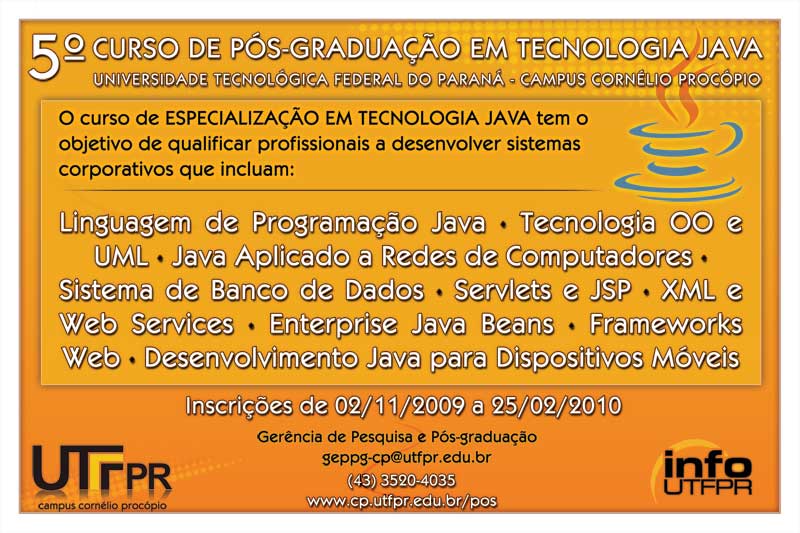 5º CURSO DE PÓS-GRADUAÇÃO EM TECNOLOGIA JAVA
UNIVERSIDADE TECNOLÓGICA FEDERAL DO PARANÁ - CAMPUS CORNÉLIO PROCÓPIO
O curso de ESPECIALIZAÇÃO EM TECNOLOGIA JAVA tem o
objetivo de qualificar profissionais a desenvolver sistemas
corporativos que incluam:
Linguagem de Programação Java · Tecnologia OO e
UML · Java Aplicado a Redes de Computadores ·
Sistema de Banco de Dados · Servlets e JSP · XML e
Web Services · Enterprise Java Beans · Frameworks
Web · Desenvolvimento Java para Dispositivos Móveis
Inscrições de 02/11/2009 a 25/02/2010
Gerência de Pesquisa e Pós-graduação
geppg-cp@utfpr.edu.br
(43) 3520-4035
www.cp.utfpr.edu.br/pos
UTFPR
campus cornélio procópio
info
UTFPR